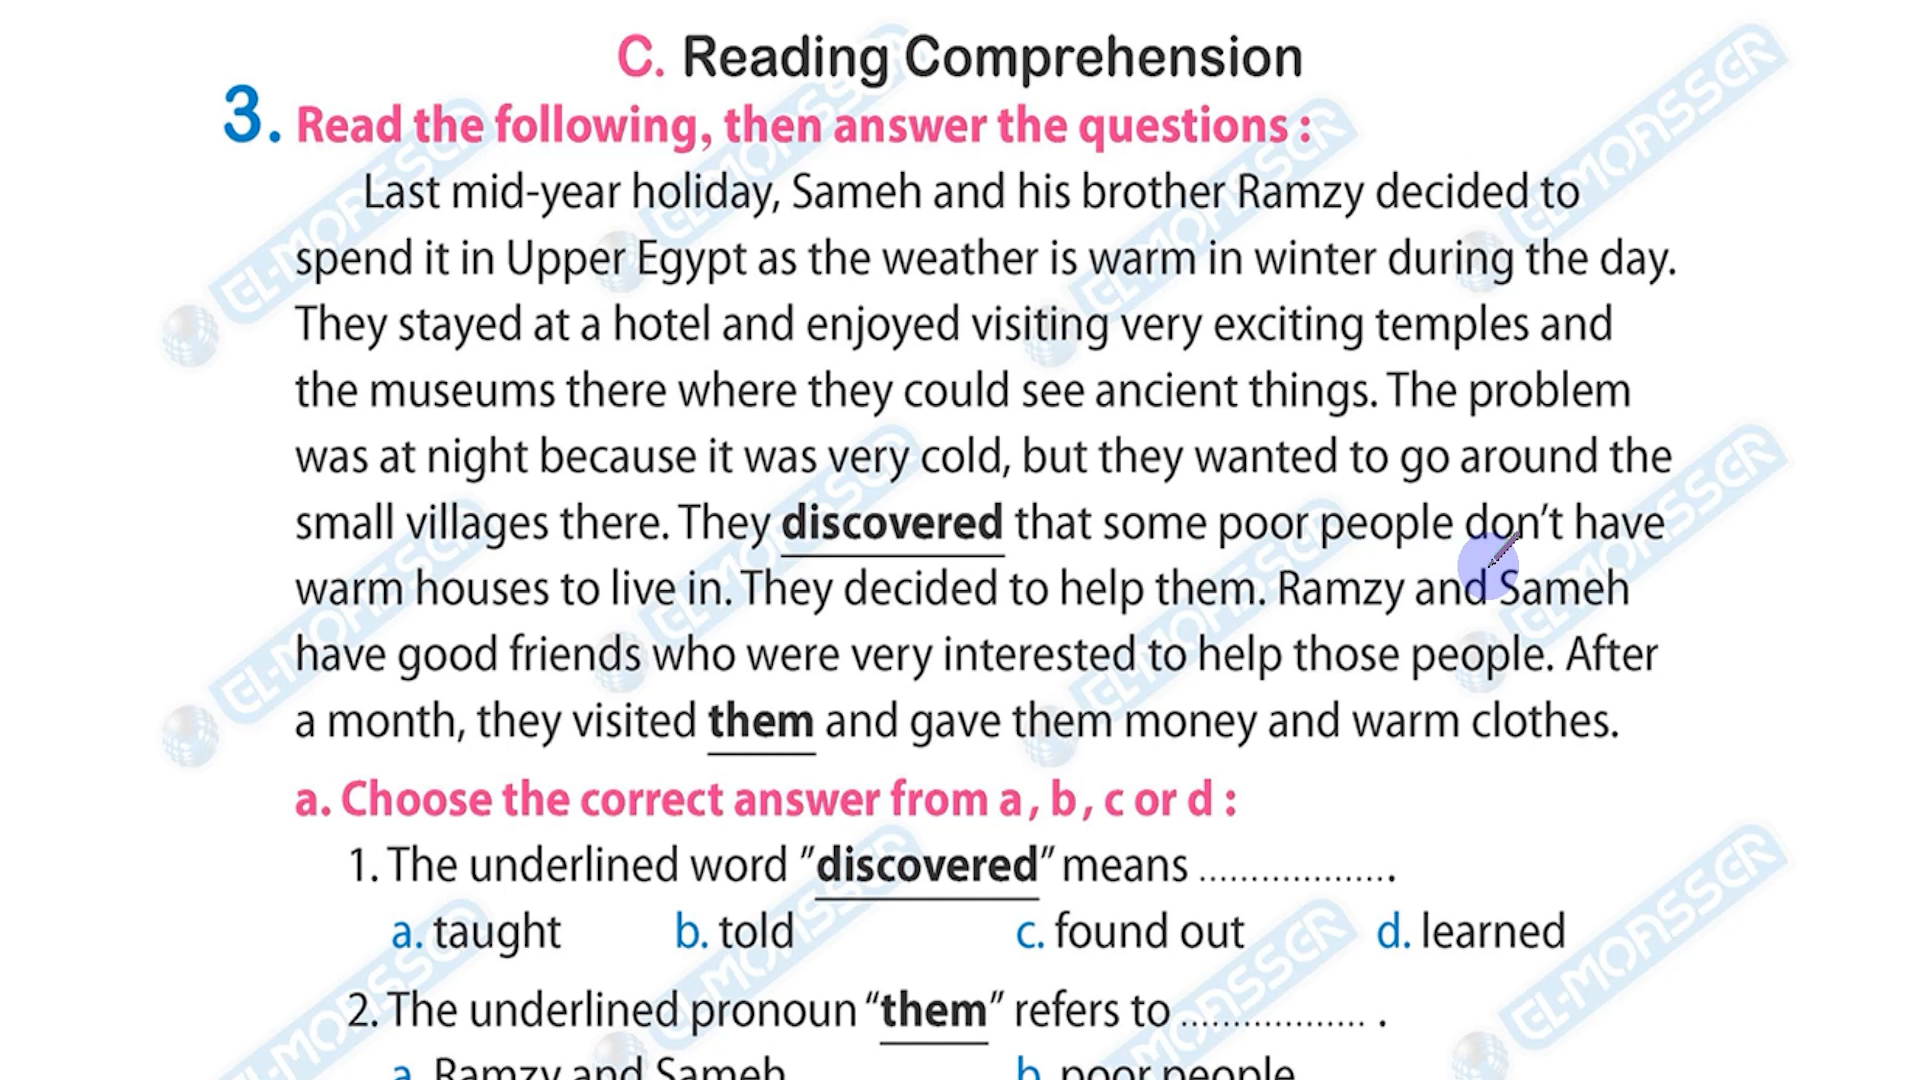 C. Reading Comprehension
3. Read the following, then answer the questions :
Last mid-year holiday, Sameh and his brother Ramzy decided to
spend it in Upper Egypt as the weather is warm in winter during the day.
They stayed at a hotel and enjoyed visiting very exciting temples and
the museums there where they could see ancient things. The problem
was at night because it was very cold, but they wanted to go around the
small villages there. They discovered that some poor people don't have
warm houses to live in. They decided to help them. Ramzy and Sameh
have good friends who were very interested to help those people. After
a month, they visited them and gave them money and warm clothes.
a. Choose the correct answer from a , b , c or d :
1. The underlined word "discovered" means ...................
a. taught b. told c. found out d. learned
2. The underlined pronoun "them" refers to .................. .
a. Ramzy and Sameh b. poor people